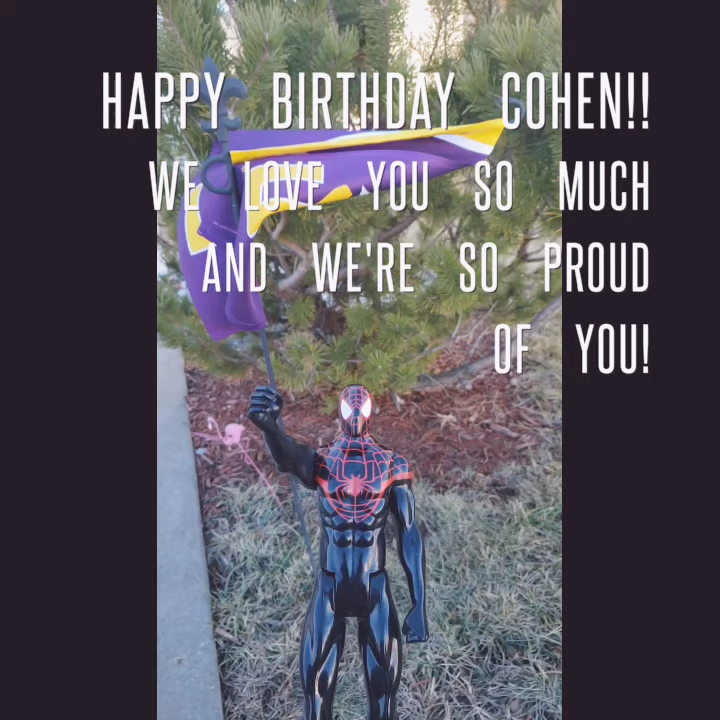 HAPPY BIRTHDAY COHEN!!
WE LOVE YOU SO MUCH
AND WE'RE SO PROUD
OF YOU!